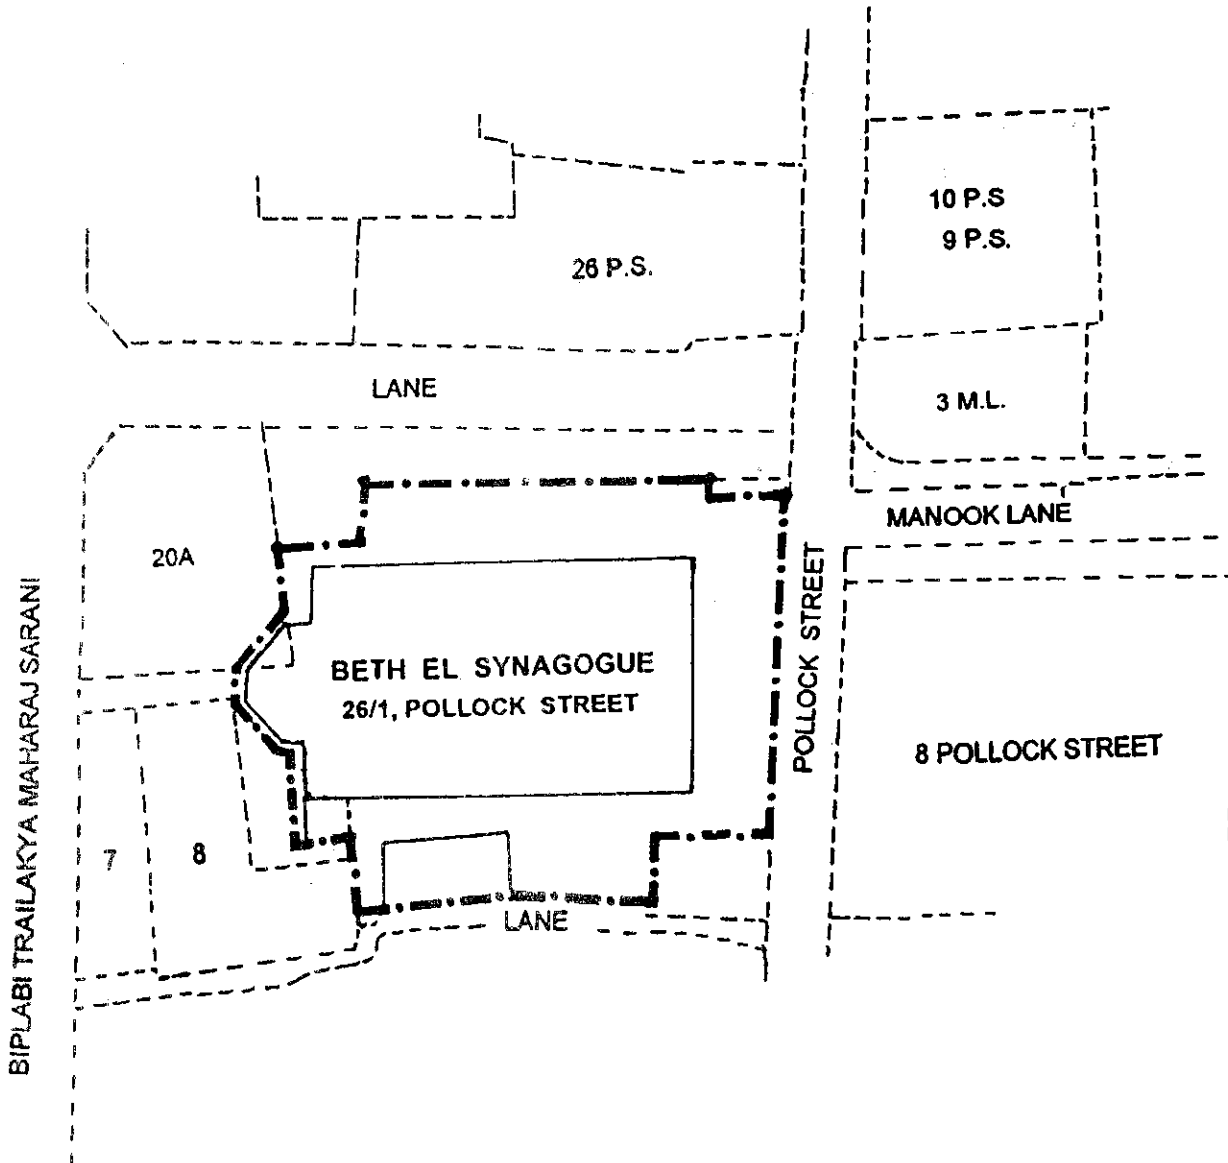 10 P.S
9 P.S.
26 P.S.
LANE
3 M.L.
MANOOK LANE
20A
POLLOCK STREET
BETH EL SYNAGOGUE
26/1, POLLOCK STREET
8 POLLOCK STREET
BIPLABI TRAILAKYA MAHARAJ SARANI
7
8
LANE